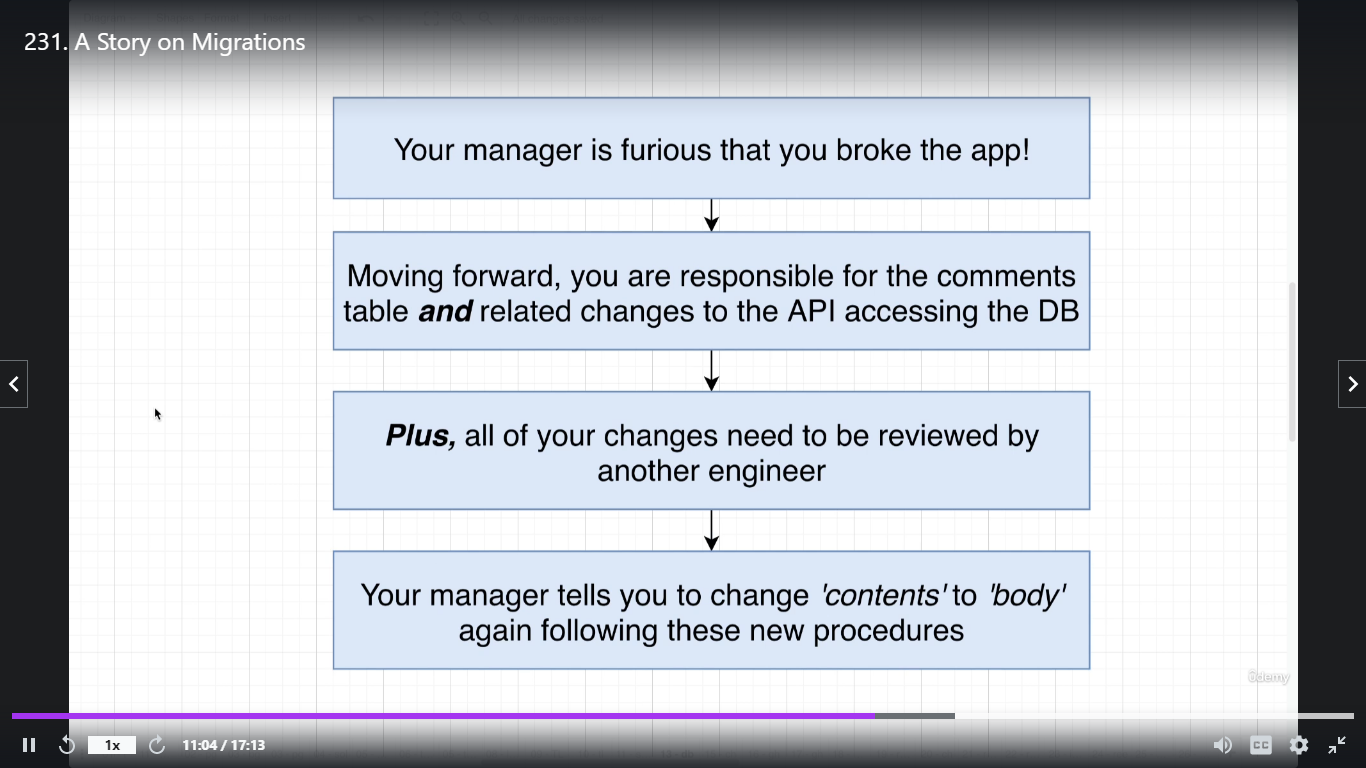 231. A Story on Migrations
Your manager is furious that you broke the app!
Moving forward, you are responsible for the comments
table and related changes to the API accessing the DB
Plus, all of your changes need to be reviewed by
another engineer
Your manager tells you to change 'contents' to 'body'
again following these new procedures
ûdemy
1x
11:04 / 17:13
CC